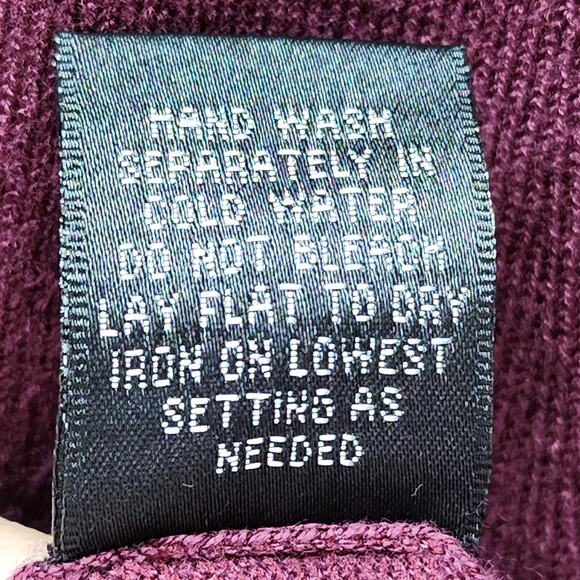 HAND WASH
SEPARATELY IN
COLD WATER
DO NOT BLEACH
LAY FLAT TO DRY
IRON ON LOWEST
SETTING AS
NEEDED